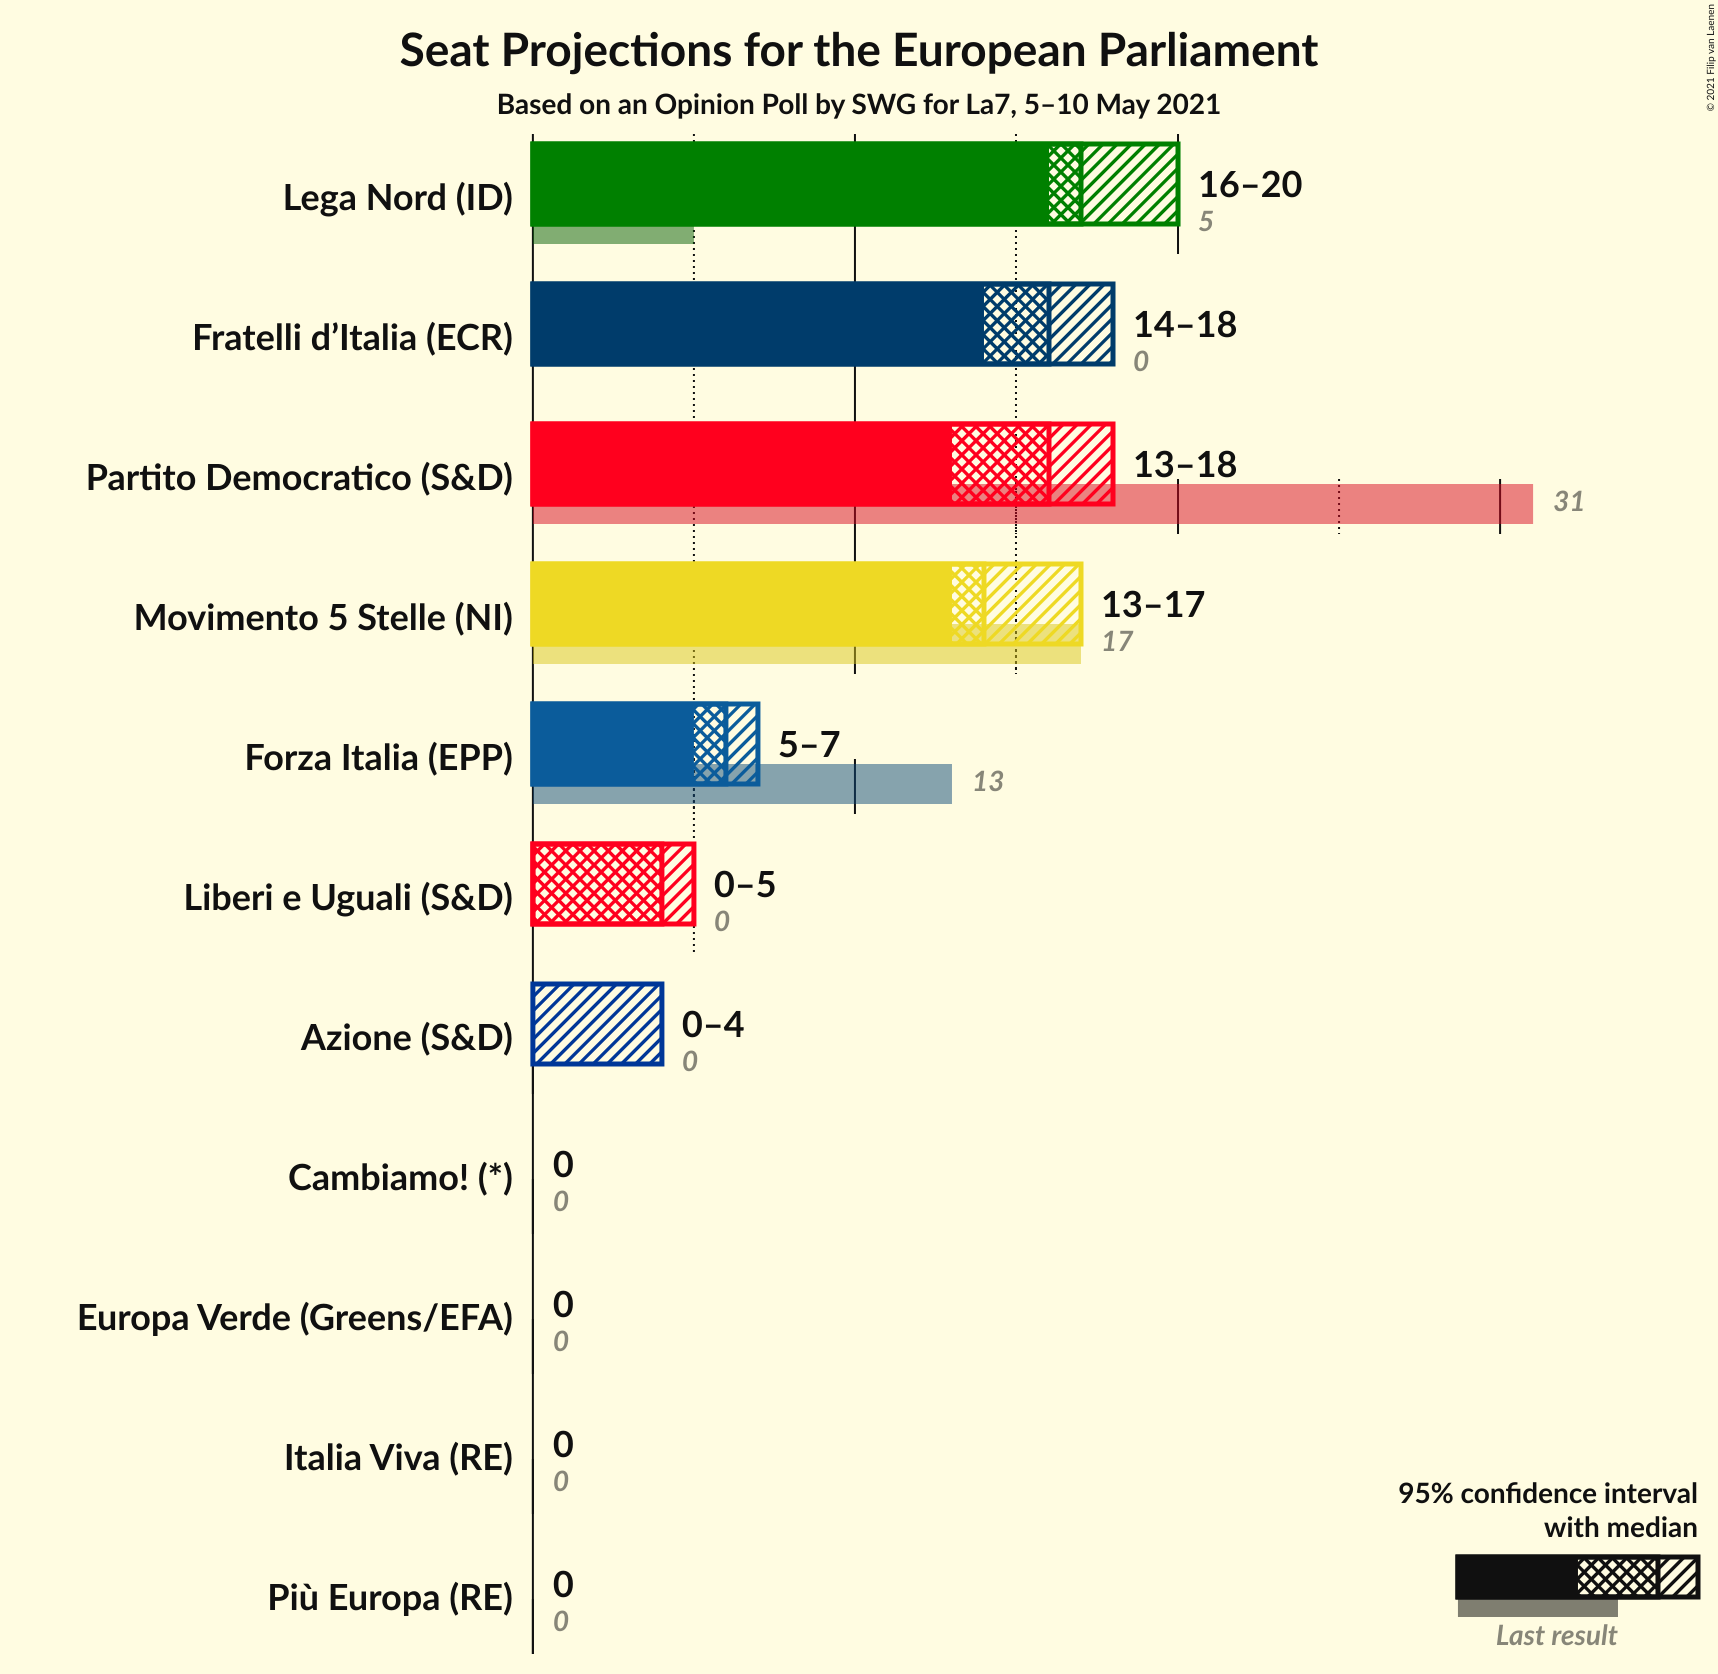 Seat Projections for the European Parliament
Based on an Opinion Poll by SWG for La7, 5–10 May 2021
© 2021 Filip van Laenen
Lega Nord (ID)
16–20
5
Fratelli d’Italia (ECR)
14–18
0
Partito Democratico (S&D)
13–18
31
Movimento 5 Stelle (NI)
13–17
17
Forza Italia (EPP)
5–7
13
Liberi e Uguali (S&D)
0–5
0
Azione (S&D)
0–4
0
Cambiamo! (*)
0
0
Europa Verde (Greens/EFA)
0
0
Italia Viva (RE)
0
0
Più Europa (RE)
0
0
95% confidence interval
with median
Last result